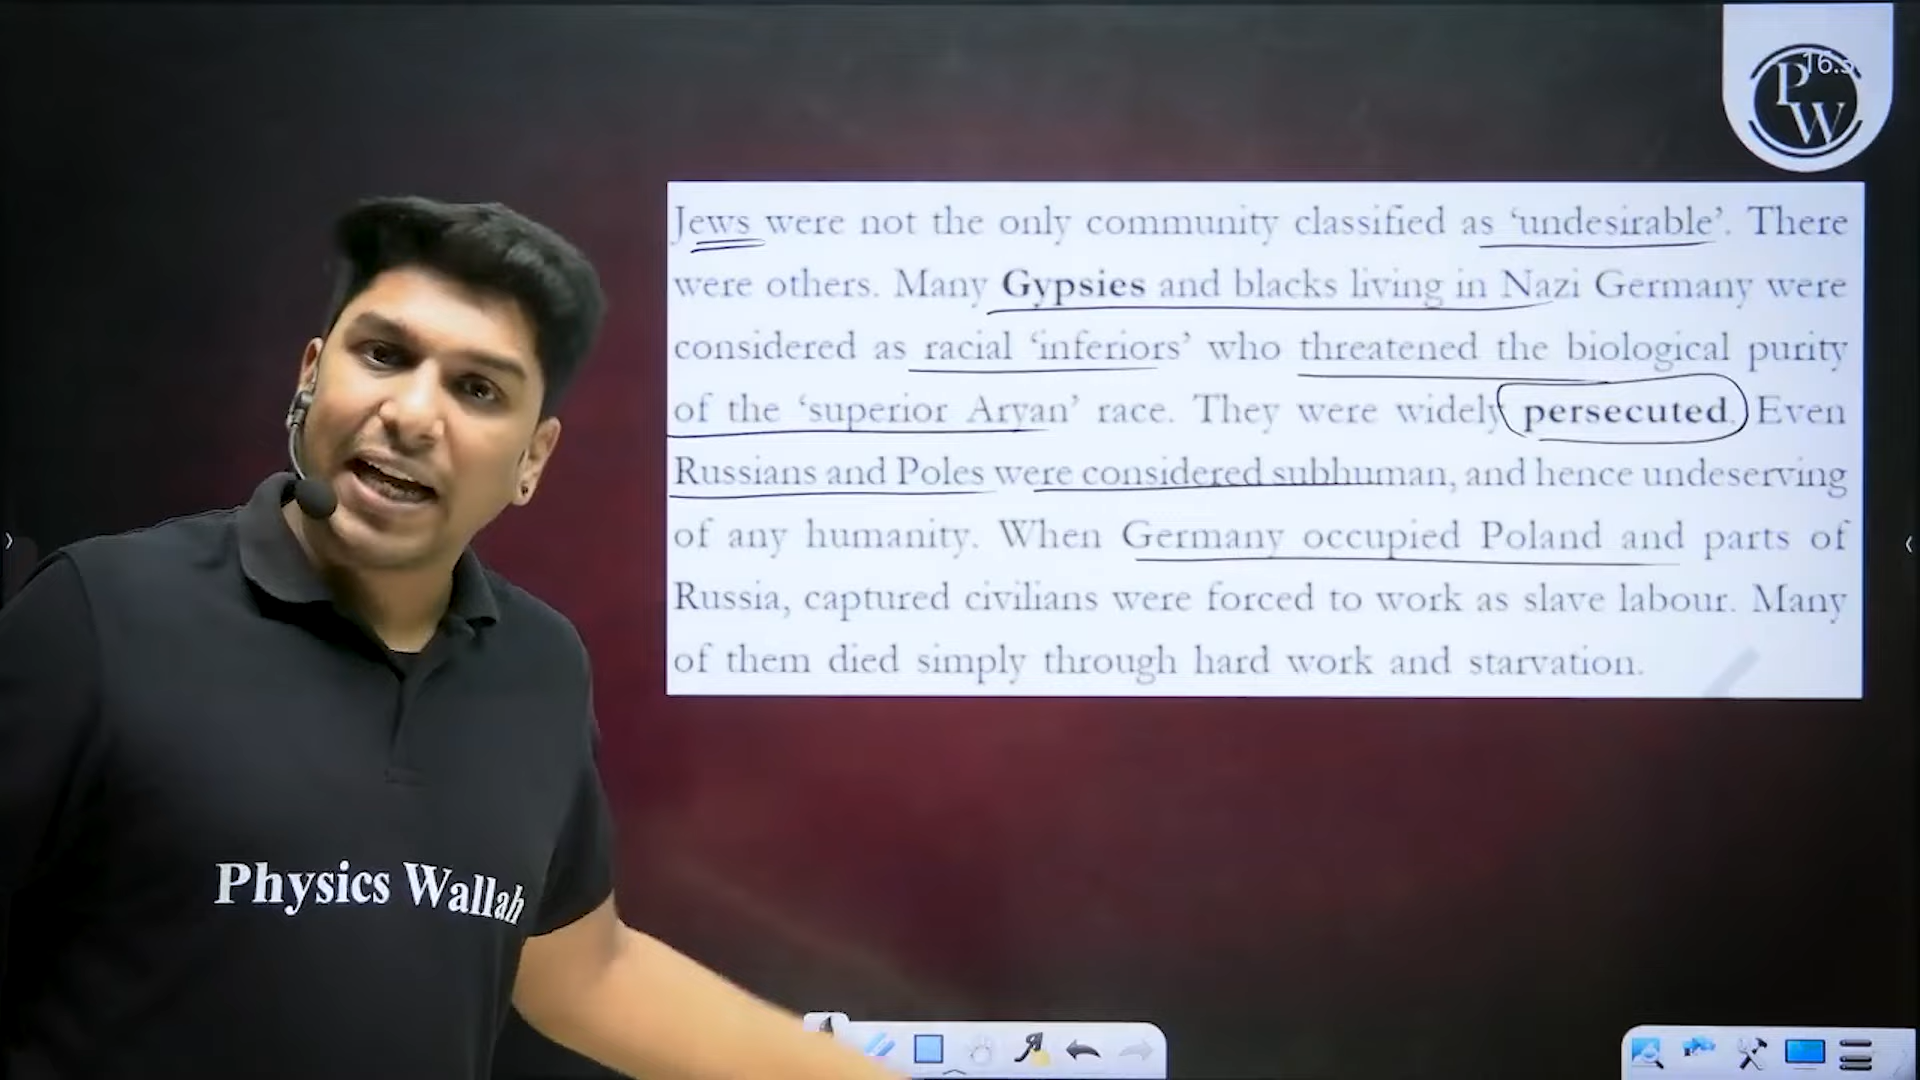 PW
16.5
Jews were not the only community classified as ‘undesirable’. There
were others. Many Gypsies and blacks living in Nazi Germany were
considered as racial ‘inferiors’ who threatened the biological purity
of the ‘superior Aryan’ race. They were widely persecuted. Even
Russians and Poles were considered subhuman, and hence undeserving
of any humanity. When Germany occupied Poland and parts of
Russia, captured civilians were forced to work as slave labour. Many
of them died simply through hard work and starvation.
Physics Wallah